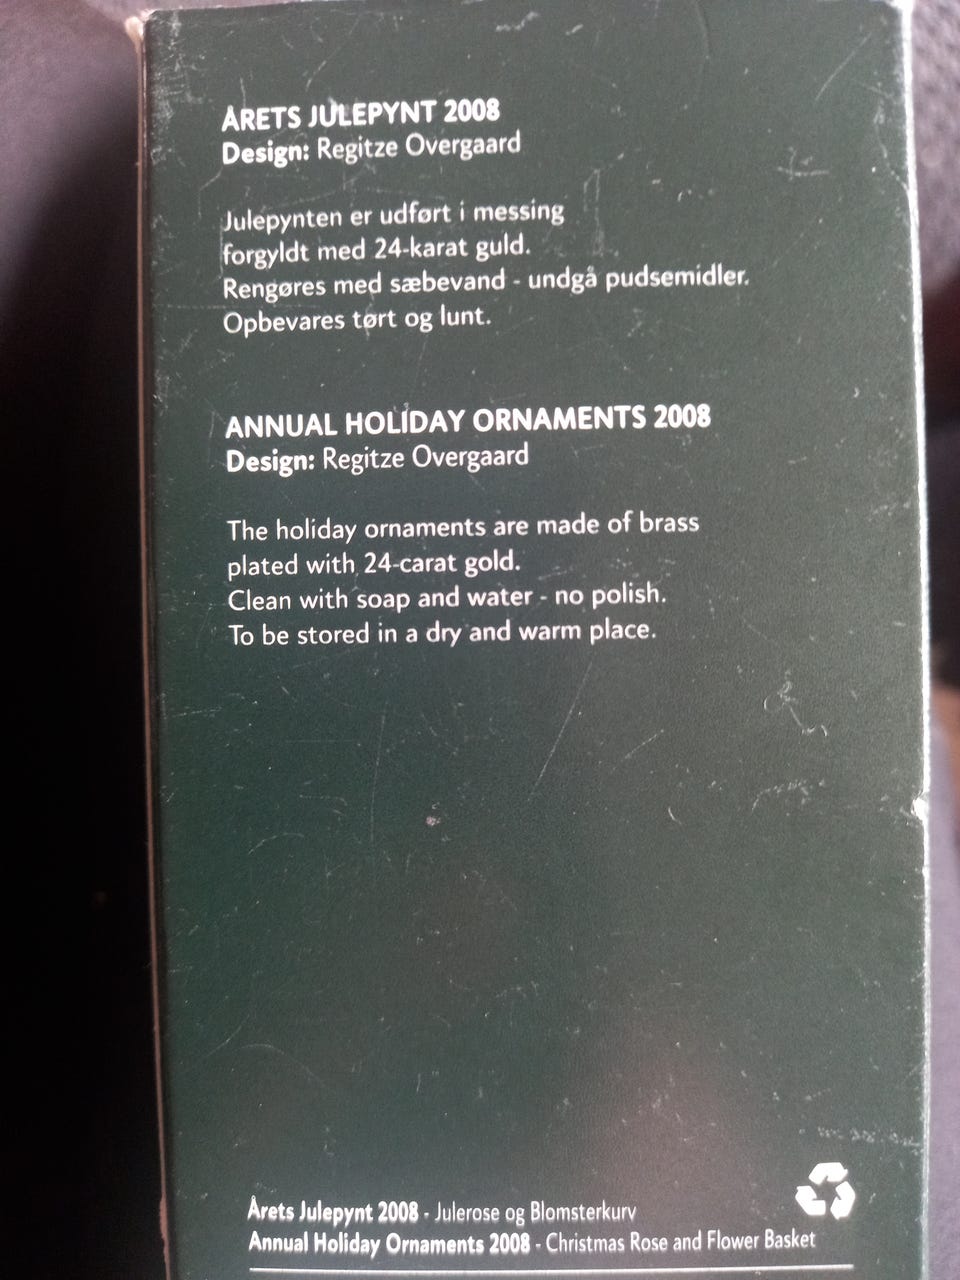 ÅRETS JULEPYNT 2008
Design: Regitze Overgaard
Julepynten er udført i messing
forgyldt med 24-karat guld.
Rengøres med sæbevand - undgå pudsemidler.
Opbevares tørt og lunt.
ANNUAL HOLIDAY ORNAMENTS 2008
Design: Regitze Overgaard
The holiday ornaments are made of brass
plated with 24-carat gold.
Clean with soap and water - no polish.
To be stored in a dry and warm place.
Årets Julepynt 2008 - Julerose og Blomsterkurv
Annual Holiday Ornaments 2008 - Christmas Rose and Flower Basket